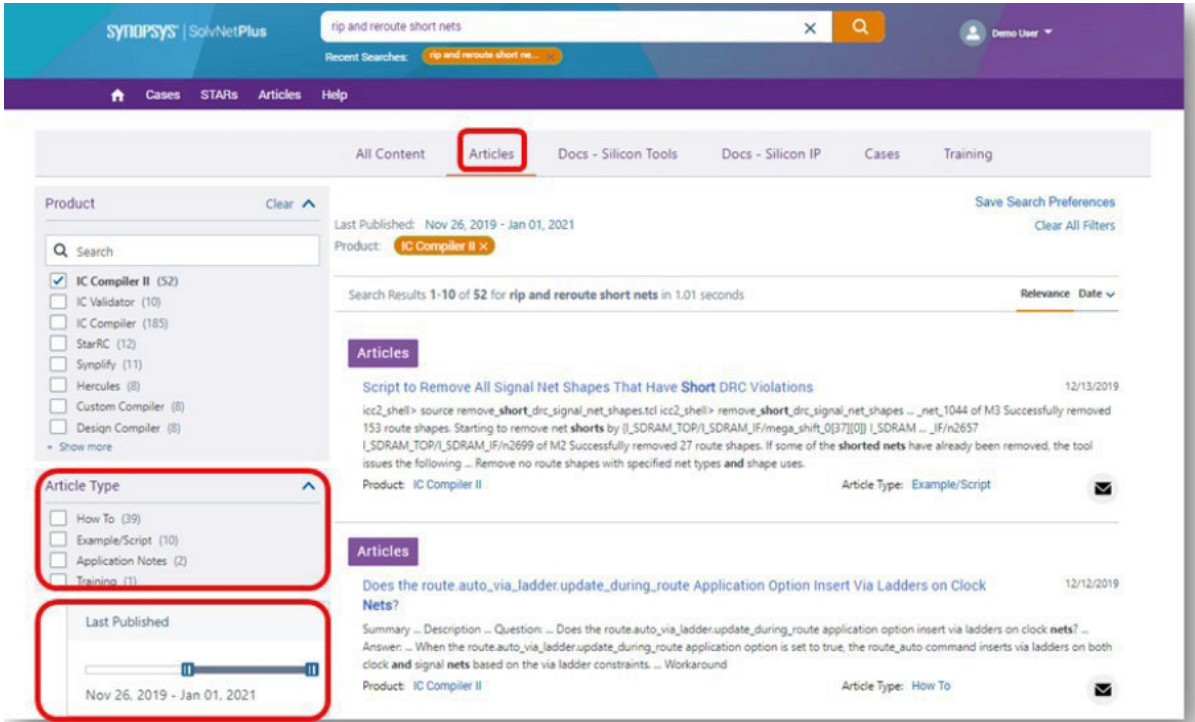 SYNOPSYS® | SolvNetPlus
rip and reroute short nets
Recent Searches: rip and reroute short ne...
Demo User
Cases STARs Articles Help
All Content Articles Docs - Silicon Tools Docs - Silicon IP Cases Training
Product Clear
Search
IC Compiler II (52)
IC Validator (10)
IC Compiler (185)
StarRC (12)
Synplify (11)
Hercules (8)
Custom Compiler (8)
Design Compiler (8)
+ Show more
Article Type
How To (39)
Example/Script (10)
Application Notes (2)
Training (1)
Last Published
Nov 26, 2019 - Jan 01, 2021
Save Search Preferences
Last Published: Nov 26, 2019 - Jan 01, 2021
Clear All Filters
Product: IC Compiler II ×
Search Results 1-10 of 52 for rip and reroute short nets in 1.01 seconds
Relevance Date
Articles
Script to Remove All Signal Net Shapes That Have Short DRC Violations 12/13/2019
icc2_shell> source remove_short_drc_signal_net_shapes.tcl icc2_shell> remove_short_drc_signal_net_shapes ... _net_1044 of M3 Successfully removed
153 route shapes. Starting to remove net shorts by {I_SDRAM_TOP/I_SDRAM_IF/mega_shift_0[37][0]} I_SDRAM ... _IF/n2657
I_SDRAM_TOP/I_SDRAM_IF/n2699 of M2 Successfully removed 27 route shapes. If some of the shorted nets have already been removed, the tool
issues the following ... Remove no route shapes with specified net types and shape uses.
Product: IC Compiler II Article Type: Example/Script
Articles
Does the route.auto_via_ladder.update_during_route Application Option Insert Via Ladders on Clock 12/12/2019
Nets?
Summary ... Description ... Question: ... Does the route.auto_via_ladder.update_during_route application option insert via ladders on clock nets? ...
Answer: ... When the route.auto_via_ladder.update_during_route application option is set to true, the route_auto command inserts via ladders on both
clock and signal nets based on the via ladder constraints. ... Workaround
Product: IC Compiler II Article Type: How To